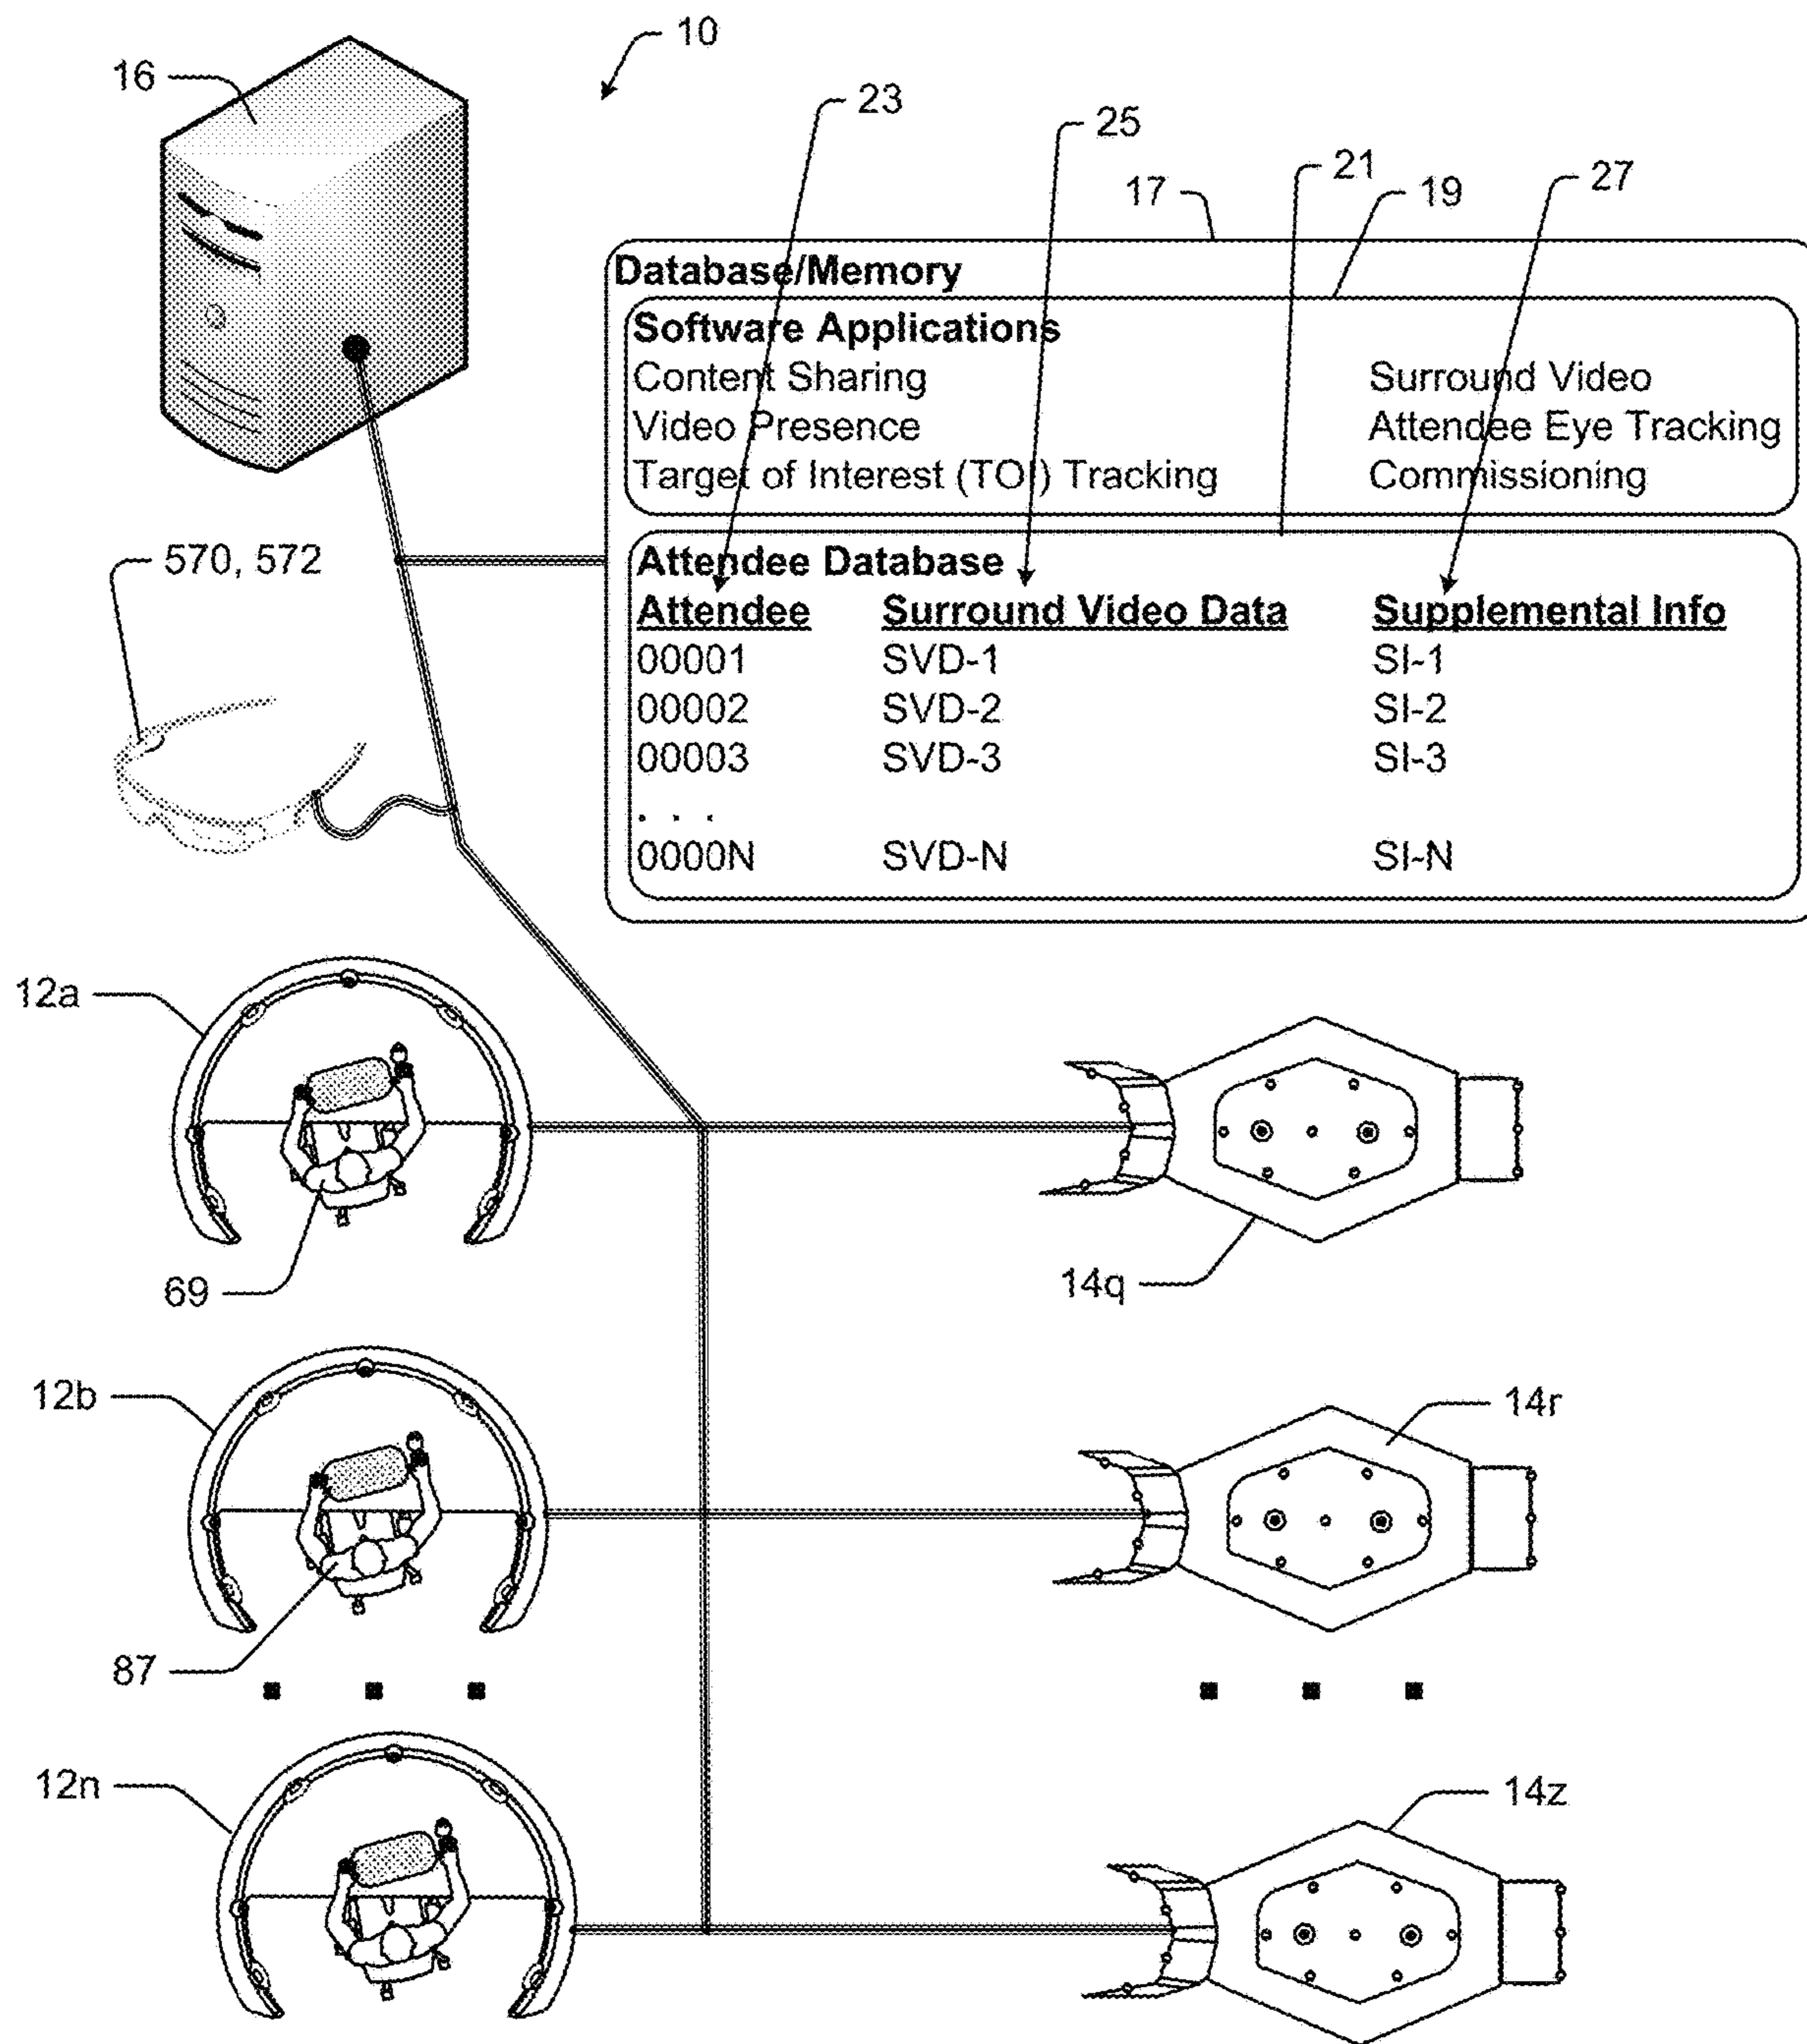 10
16
23
25
21
27
17
19
Database/Memory
Software Applications
Content Sharing Surround Video
Video Presence Attendee Eye Tracking
Target of Interest (TOI) Tracking Commissioning
570, 572
Attendee Database
Attendee Surround Video Data Supplemental Info
00001 SVD-1 SI-1
00002 SVD-2 SI-2
00003 SVD-3 SI-3
. . .
0000N SVD-N SI-N
12a
69
14q
12b
14r
87
12n
14z